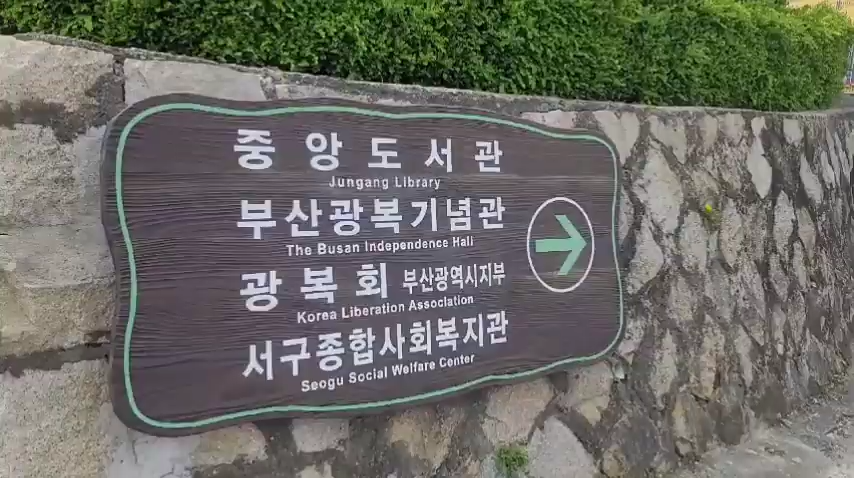 중앙도서관
Jungang Library
부산광복기념관
The Busan Independence Hall
광복회 부산광역시지부
Korea Liberation Association
서구종합사회복지관
Seogu Social Welfare Center